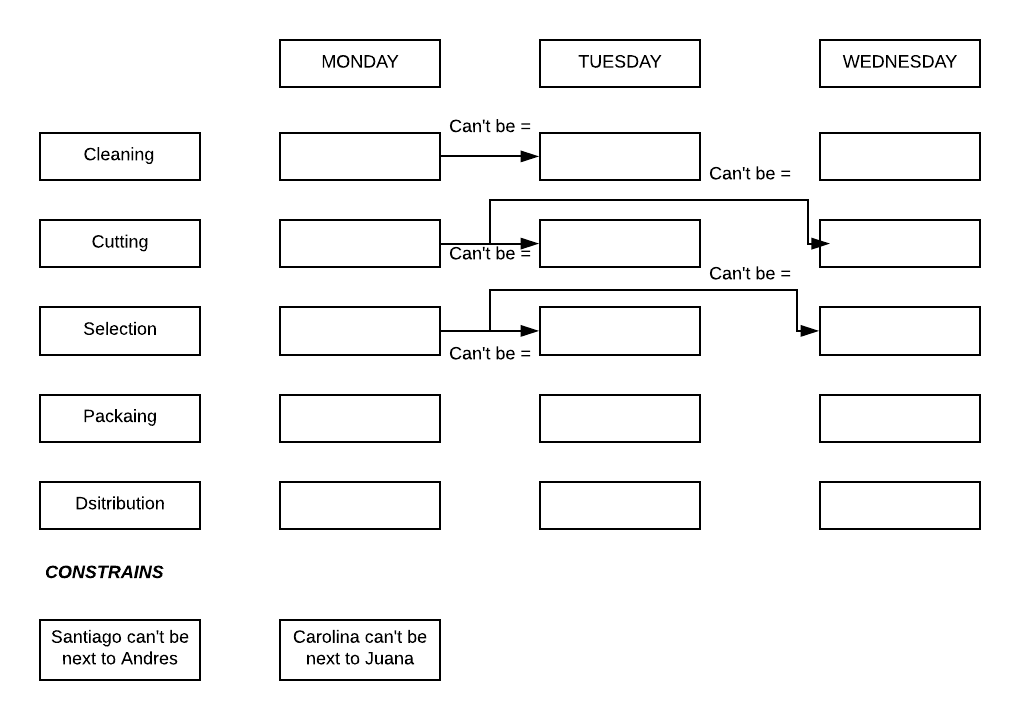 MONDAY
TUESDAY
WEDNESDAY
Can't be =
Cleaning
Can't be =
Cutting
Can't be =
Can't be =
Selection
Can't be =
Packaing
Dsitribution
CONSTRAINS
Santiago can't be
next to Andres
Carolina can't be
next to Juana